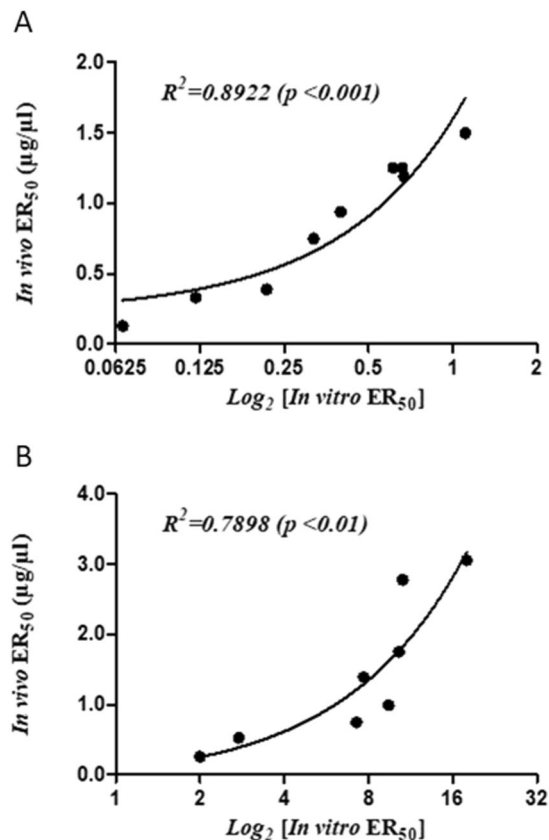 A
In vivo ER50 (µg/µl)
2.0
R2=0.8922 (p <0.001)
1.5
1.0
0.5
0.0
0.0625 0.125 0.25 0.5 1 2
Log2 [In vitro ER50]
B
In vivo ER50 (µg/µl)
4.0
R2=0.7898 (p <0.01)
3.0
2.0
1.0
0.0
1 2 4 8 16 32
Log2 [In vitro ER50]